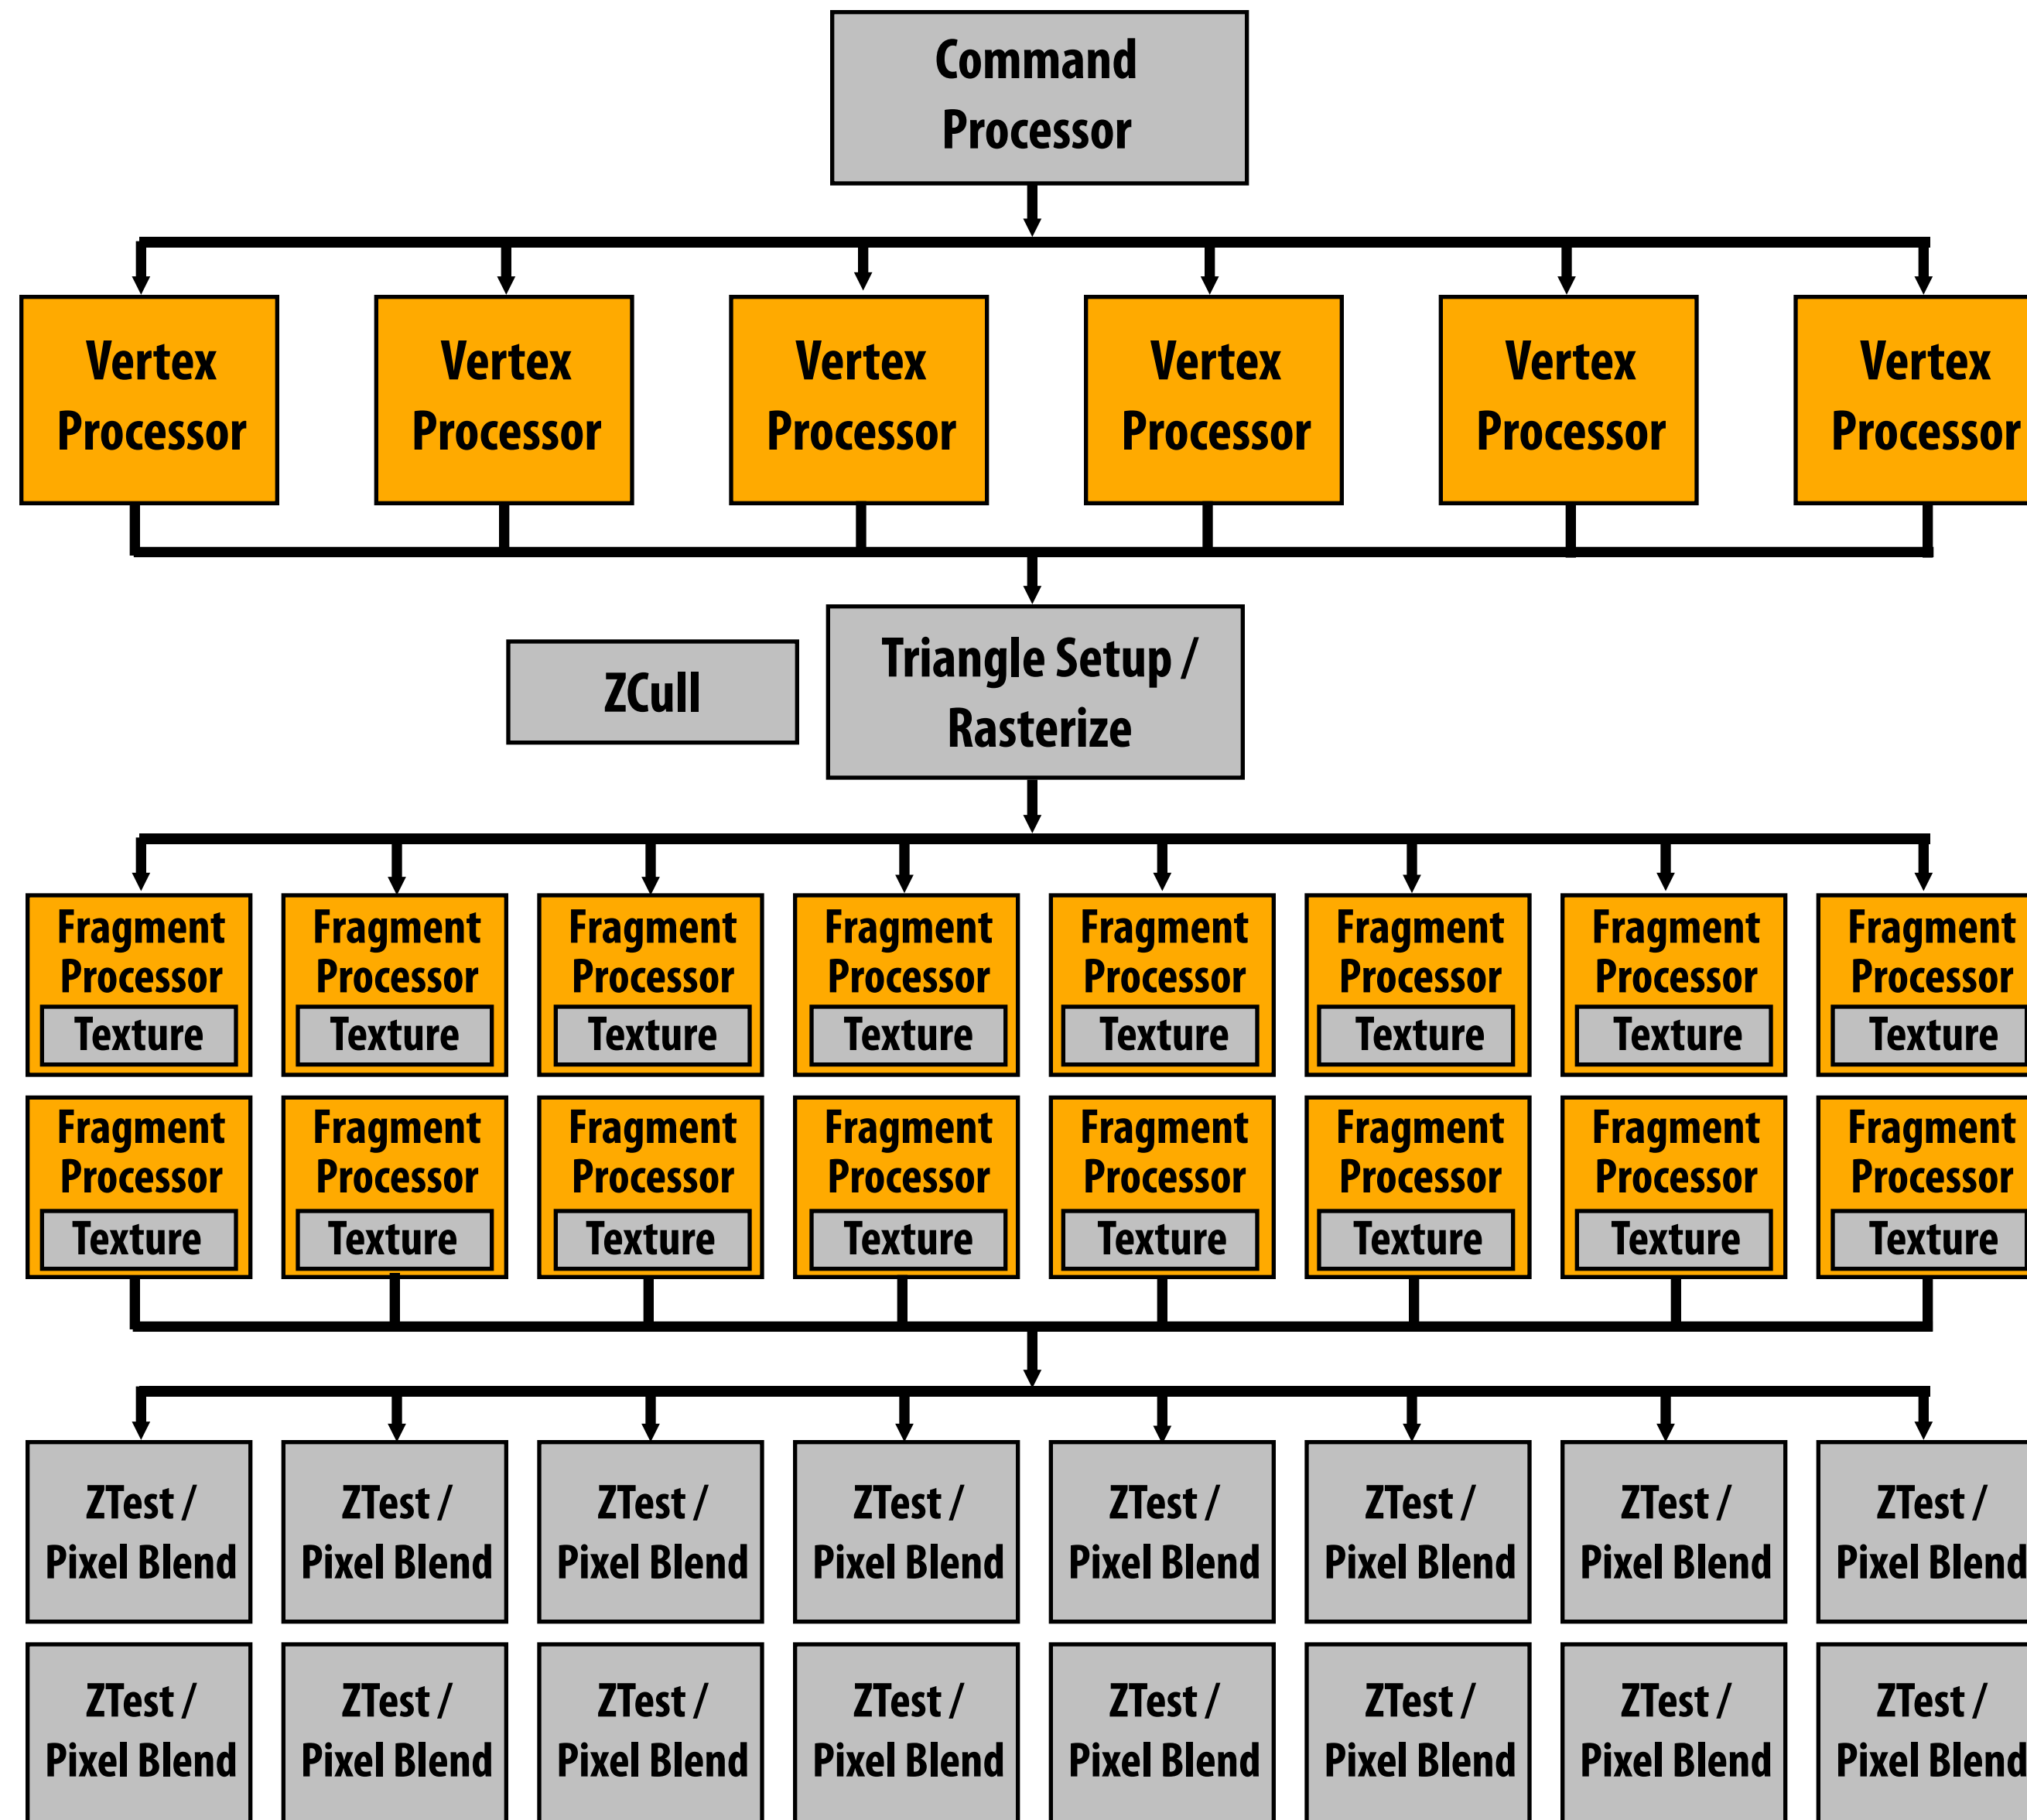 Command
Processor
Vertex
Processor
Vertex
Processor
Vertex
Processor
Vertex
Processor
Vertex
Processor
Vertex
Processor
ZCull
Triangle Setup /
Rasterize
Fragment
Processor
Texture
Fragment
Processor
Texture
Fragment
Processor
Texture
Fragment
Processor
Texture
Fragment
Processor
Texture
Fragment
Processor
Texture
Fragment
Processor
Texture
Fragment
Processor
Texture
Fragment
Processor
Texture
Fragment
Processor
Texture
Fragment
Processor
Texture
Fragment
Processor
Texture
Fragment
Processor
Texture
Fragment
Processor
Texture
Fragment
Processor
Texture
Fragment
Processor
Texture
ZTest /
Pixel Blend
ZTest /
Pixel Blend
ZTest /
Pixel Blend
ZTest /
Pixel Blend
ZTest /
Pixel Blend
ZTest /
Pixel Blend
ZTest /
Pixel Blend
ZTest /
Pixel Blend
ZTest /
Pixel Blend
ZTest /
Pixel Blend
ZTest /
Pixel Blend
ZTest /
Pixel Blend
ZTest /
Pixel Blend
ZTest /
Pixel Blend
ZTest /
Pixel Blend
ZTest /
Pixel Blend